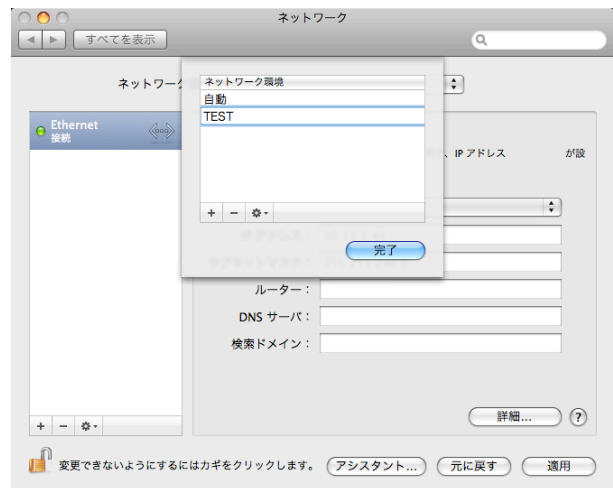 ネットワーク
すべてを表示
ネットワーク
ネットワーク環境
自動
TEST
Ethernet
接続
、IP アドレス が設
完了
ルーター：
DNS サーバ：
検索ドメイン：
詳細... ?
変更できないようにするにはカギをクリックします。 アシスタント... 元に戻す 適用